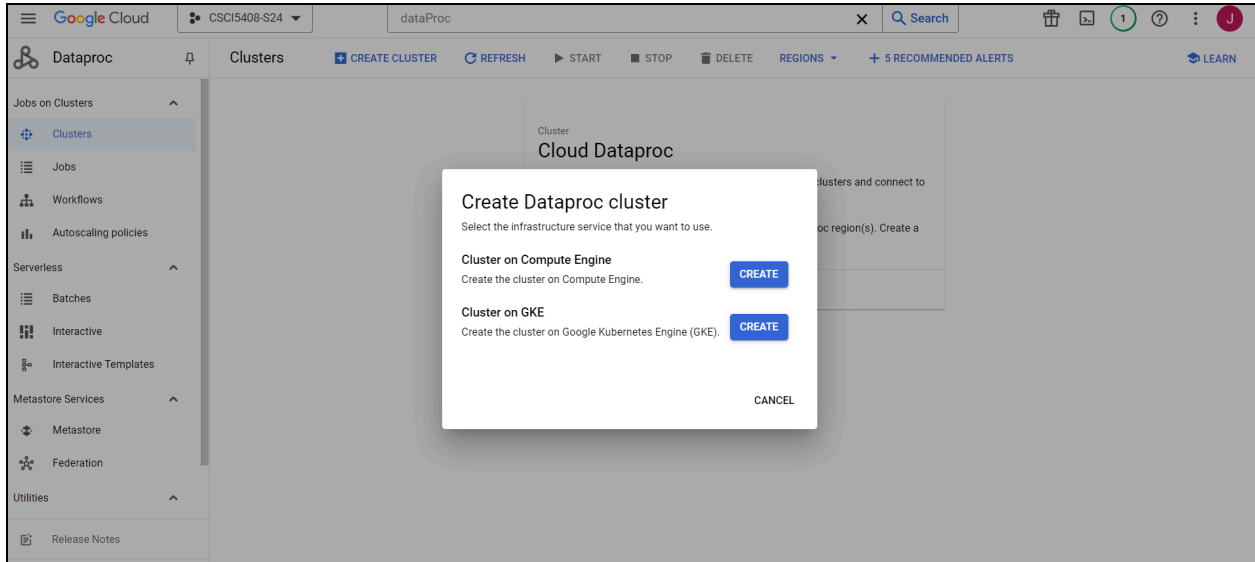 Google Cloud
CSCI5408-S24
dataProc
Search
1
J
Dataproc
Clusters
CREATE CLUSTER
REFRESH
START
STOP
DELETE
REGIONS
5 RECOMMENDED ALERTS
LEARN
Jobs on Clusters
Clusters
Jobs
Workflows
Autoscaling policies
Serverless
Batches
Interactive
Interactive Templates
Metastore Services
Metastore
Federation
Utilities
Release Notes
Cluster
Cloud Dataproc
clusters and connect to
oc region(s). Create a
Create Dataproc cluster
Select the infrastructure service that you want to use.
Cluster on Compute Engine
Create the cluster on Compute Engine.
CREATE
Cluster on GKE
Create the cluster on Google Kubernetes Engine (GKE).
CREATE
CANCEL